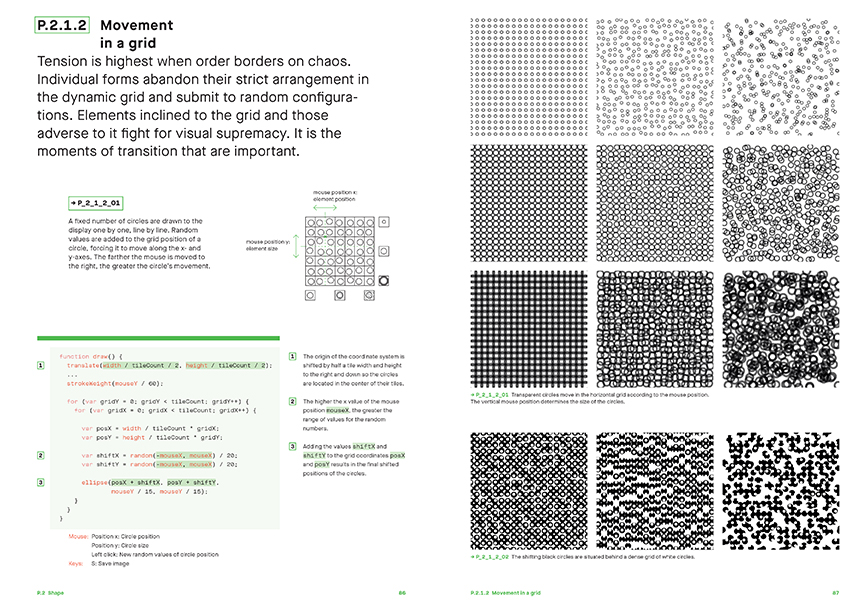 P.2.1.2 Movement
in a grid
Tension is highest when order borders on chaos.
Individual forms abandon their strict arrangement in
the dynamic grid and submit to random configura-
tions. Elements inclined to the grid and those
adverse to it fight for visual supremacy. It is the
moments of transition that are important.
→ P_2_1_2_01
A fixed number of circles are drawn to the
display one by one, line by line. Random
values are added to the grid position of a
circle, forcing it to move along the x- and
y-axes. The farther the mouse is moved to
the right, the greater the circle's movement.
mouse position x:
element position
mouse position y:
element size
function draw() {
1 translate(width / tileCount / 2, height / tileCount / 2);
...
strokeWeight(mouseY / 60);
for (var gridY = 0; gridY < tileCount; gridY++) {
for (var gridX = 0; gridX < tileCount; gridX++) {
var posX = width / tileCount * gridX;
var posY = height / tileCount * gridY;
2 var shiftX = random(-mouseX, mouseX) / 20;
var shiftY = random(-mouseX, mouseX) / 20;
3 ellipse(posX + shiftX, posY + shiftY,
mouseY / 15, mouseY / 15);
}
}
}
1 The origin of the coordinate system is
shifted by half a tile width and height
to the right and down so the circles
are located in the center of their tiles.
2 The higher the x value of the mouse
position mouseX, the greater the
range of values for the random
numbers.
3 Adding the values shiftX and
shiftY to the grid coordinates posX
and posY results in the final shifted
positions of the circles.
Mouse: Position x: Circle position
Position y: Circle size
Left click: New random values of circle position
Keys: S: Save image
P.2 Shape
86
→ P_2_1_2_01 Transparent circles move in the horizontal grid according to the mouse position.
The vertical mouse position determines the size of the circles.
→ P_2_1_2_02 The shifting black circles are situated behind a dense grid of white circles.
P.2.1.2 Movement in a grid
87